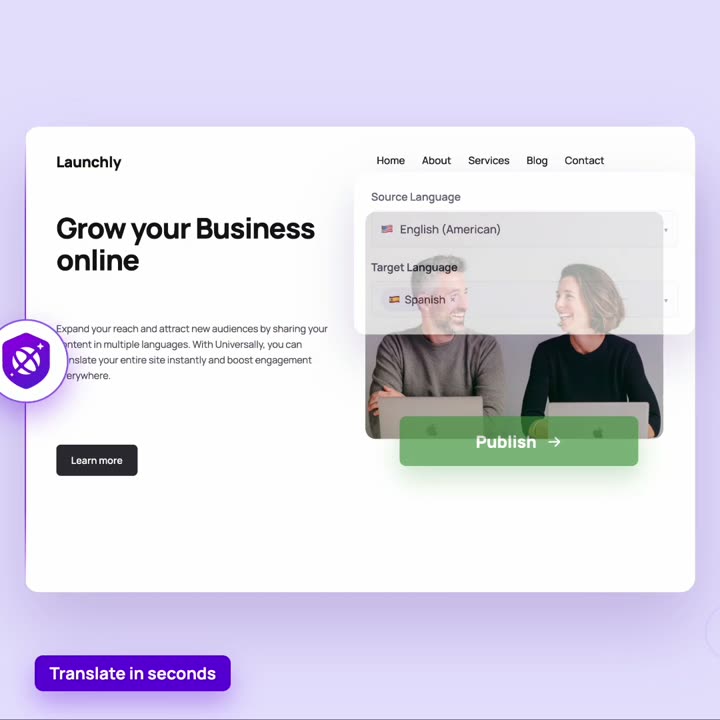 Launchly
Home About Services Blog Contact
Source Language
English (American)
Target Language
Spanish
Grow your Business
online
Expand your reach and attract new audiences by sharing your
ntent in multiple languages. With Universally, you can
nslate your entire site instantly and boost engagement
erywhere.
Learn more
Publish →
Translate in seconds